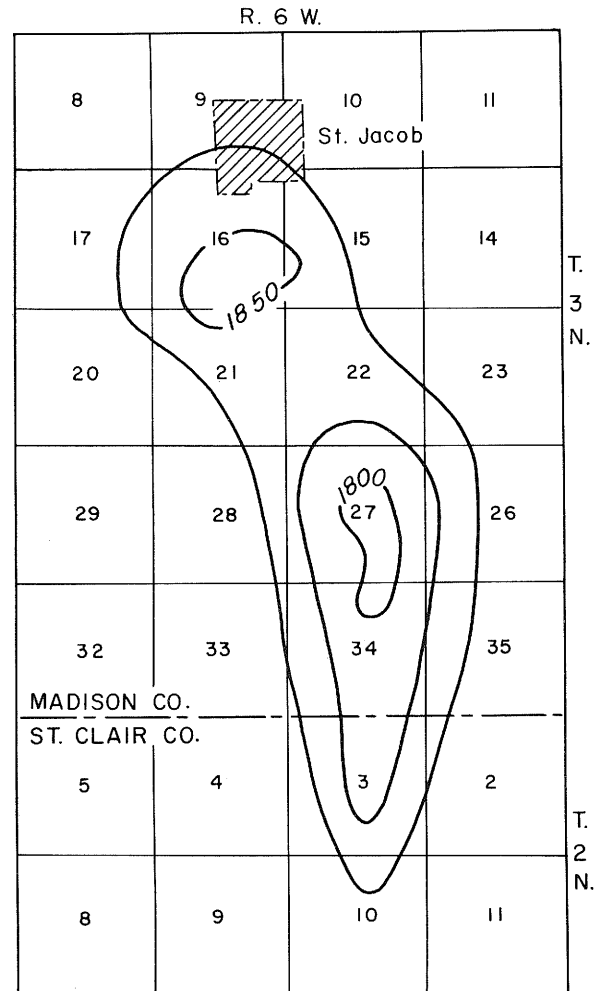 R. 6 W.
8 9 10 11
St. Jacob
17 16 15 14
T.
3
N.
1850
20 21 22 23
1800
29 28 27 26
32 33 34 35
MADISON CO.
ST. CLAIR CO.
5 4 3 2
T.
2
N.
8 9 10 11